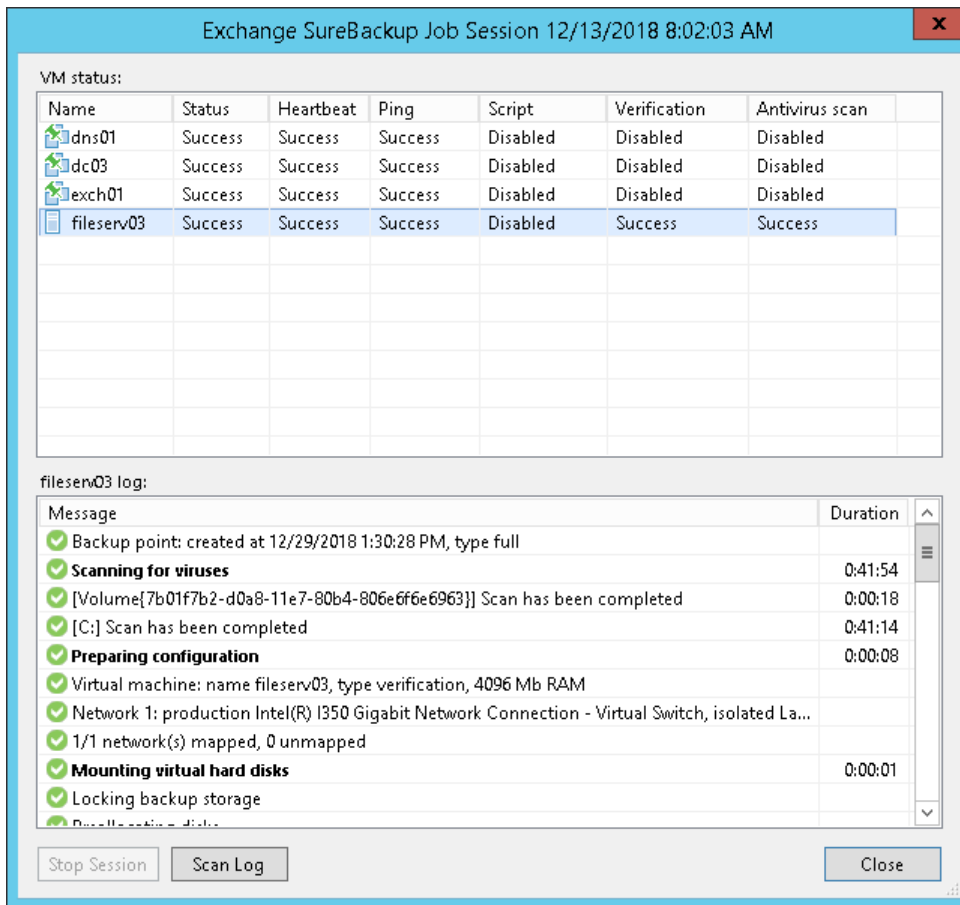 Exchange SureBackup Job Session 12/13/2018 8:02:03 AM
x
VM status:
Name Status Heartbeat Ping Script Verification Antivirus scan
dns01 Success Success Success Disabled Disabled Disabled
dc03 Success Success Success Disabled Disabled Disabled
exch01 Success Success Success Disabled Disabled Disabled
fileserv03 Success Success Success Disabled Success Success
fileserv03 log:
Message Duration
Backup point: created at 12/29/2018 1:30:28 PM, type full
Scanning for viruses 0:41:54
[Volume{7b01f7b2-d0a8-11e7-80b4-806e6f6e6963}] Scan has been completed 0:00:18
[C:] Scan has been completed 0:41:14
Preparing configuration 0:00:08
Virtual machine: name fileserv03, type verification, 4096 Mb RAM
Network 1: production Intel(R) I350 Gigabit Network Connection - Virtual Switch, isolated La...
1/1 network(s) mapped, 0 unmapped
Mounting virtual hard disks 0:00:01
Locking backup storage
Stop Session Scan Log Close